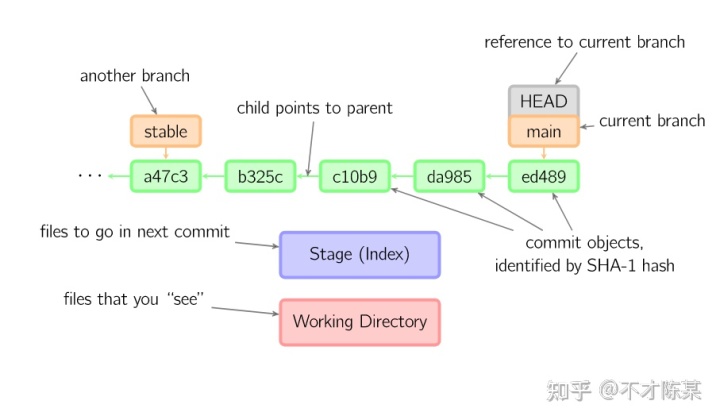 reference to current branch
another branch
HEAD
child points to parent
stable
main
current branch
...
a47c3
b325c
c10b9
da985
ed489
files to go in next commit
Stage (Index)
commit objects,
identified by SHA-1 hash
files that you “see”
Working Directory
知乎 @不才陈某